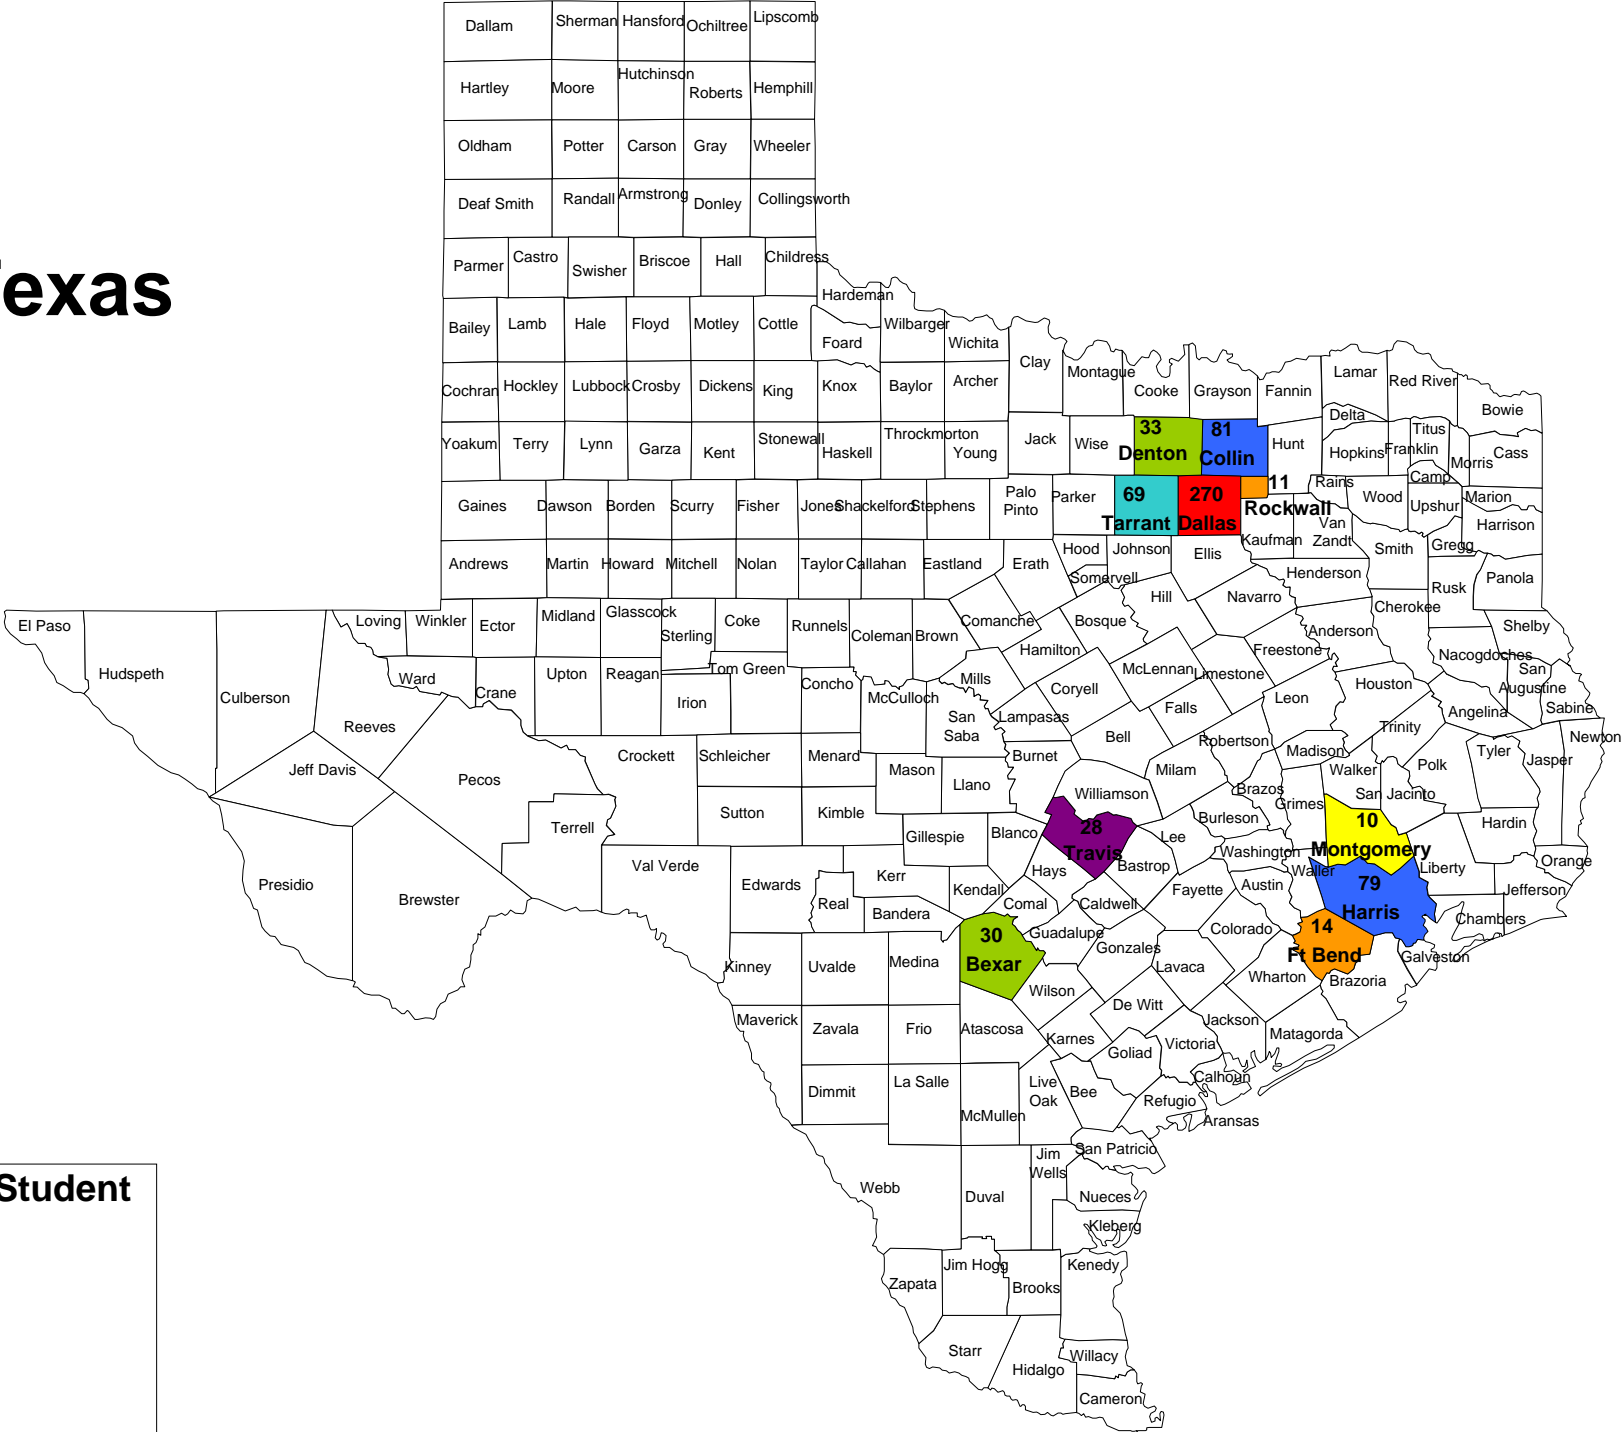 Dallam
Sherman
Hansford
Ochiltree
Lipscomb
Hartley
Moore
Hutchinson
Roberts
Hemphill
Oldham
Potter
Carson
Gray
Wheeler
Deaf Smith
Randall
Armstrong
Donley
Collingsworth
Parmer
Castro
Swisher
Briscoe
Hall
Childress
exas
Hardeman
Bailey
Lamb
Hale
Floyd
Motley
Cottle
Foard
Wilbarger
Wichita
Clay
Montague
Cooke
Grayson
Fannin
Lamar
Red River
Bowie
Cochran
Hockley
Lubbock
Crosby
Dickens
King
Knox
Baylor
Archer
Delta
Titus
Yoakum
Terry
Lynn
Garza
Kent
Stonewall
Haskell
Throckmorton
Young
Jack
Wise
33
Denton
81
Collin
Hunt
Hopkins
Franklin
Morris
Cass
Camp
Gaines
Dawson
Borden
Scurry
Fisher
Jones
Shackelford
Stephens
Palo
Pinto
Parker
69
Tarrant
270
Dallas
11
Rockwall
Rains
Wood
Upshur
Marion
Harrison
Van
Zandt
Kaufman
Smith
Gregg
Andrews
Martin
Howard
Mitchell
Nolan
Taylor
Callahan
Eastland
Erath
Hood
Johnson
Ellis
Somervell
Henderson
Rusk
Panola
El Paso
Hudspeth
Culberson
Loving
Winkler
Ector
Midland
Glasscock
Sterling
Coke
Runnels
Coleman
Brown
Comanche
Bosque
Hill
Navarro
Cherokee
Anderson
Shelby
Reeves
Ward
Crane
Upton
Reagan
Tom Green
Irion
Concho
McCulloch
Mills
Hamilton
Coryell
McLennan
Limestone
Freestone
Leon
Houston
Nacogdoches
San
Augustine
Sabine
Angelina
San
Saba
Lampasas
Falls
Trinity
Newton
Jeff Davis
Pecos
Crockett
Schleicher
Menard
Mason
Llano
Burnet
Bell
Milam
Robertson
Madison
Walker
Polk
Tyler
Jasper
Williamson
Brazos
Grimes
San Jacinto
Terrell
Sutton
Kimble
Gillespie
Blanco
28
Travis
Lee
Burleson
Washington
10
Montgomery
Hardin
Orange
Presidio
Brewster
Val Verde
Edwards
Real
Kerr
Bandera
Kendall
Hays
Comal
Bastrop
Caldwell
Fayette
Austin
Waller
79
Harris
Liberty
Jefferson
Chambers
30
Bexar
Guadalupe
Gonzales
Colorado
Lavaca
14
Ft Bend
Galveston
Wharton
Brazoria
Kinney
Uvalde
Medina
Wilson
De Witt
Maverick
Zavala
Frio
Atascosa
Karnes
Goliad
Victoria
Jackson
Matagorda
Calhoun
Dimmit
La Salle
McMullen
Live
Oak
Bee
Refugio
Aransas
San Patricio
Student
Webb
Duval
Jim
Wells
Nueces
Kleberg
Zapata
Jim Hogg
Brooks
Kenedy
Starr
Hidalgo
Willacy
Cameron